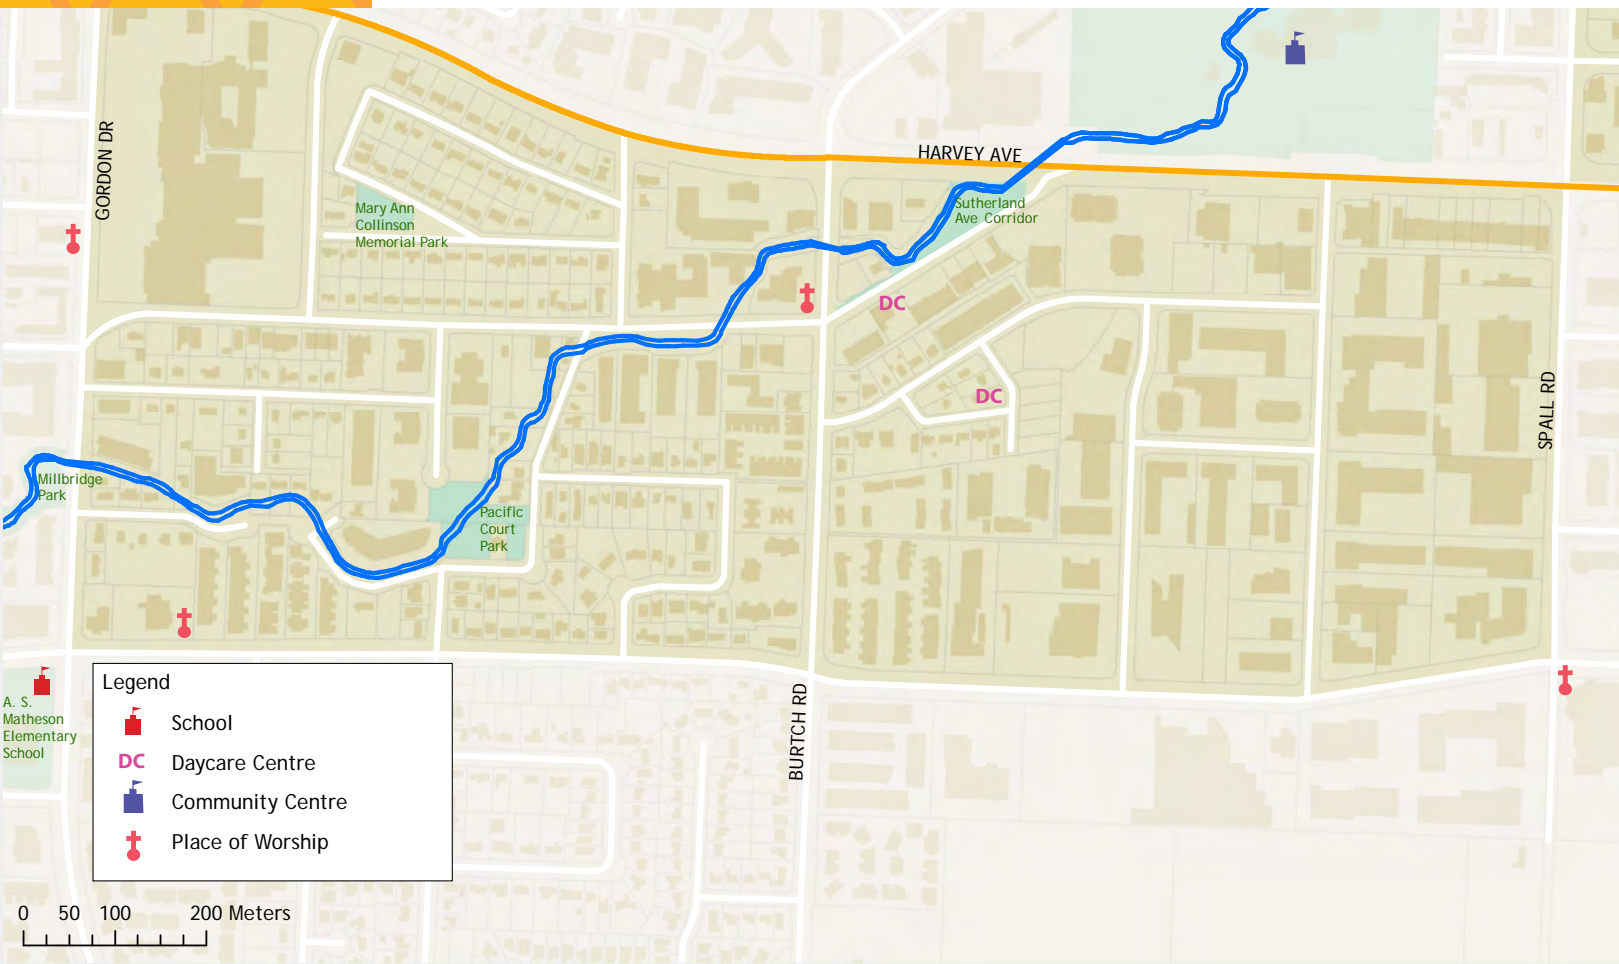 GORDON DR
HARVEY AVE
Mary Ann
Collinson
Memorial Park
Sutherland
Ave Corridor
DC
DC
SPALL RD
Millbridge
Park
Pacific
Court
Park
BURTCH RD
A. S.
Matheson
Elementary
School
Legend
School
DC Daycare Centre
Community Centre
Place of Worship
0 50 100 200 Meters